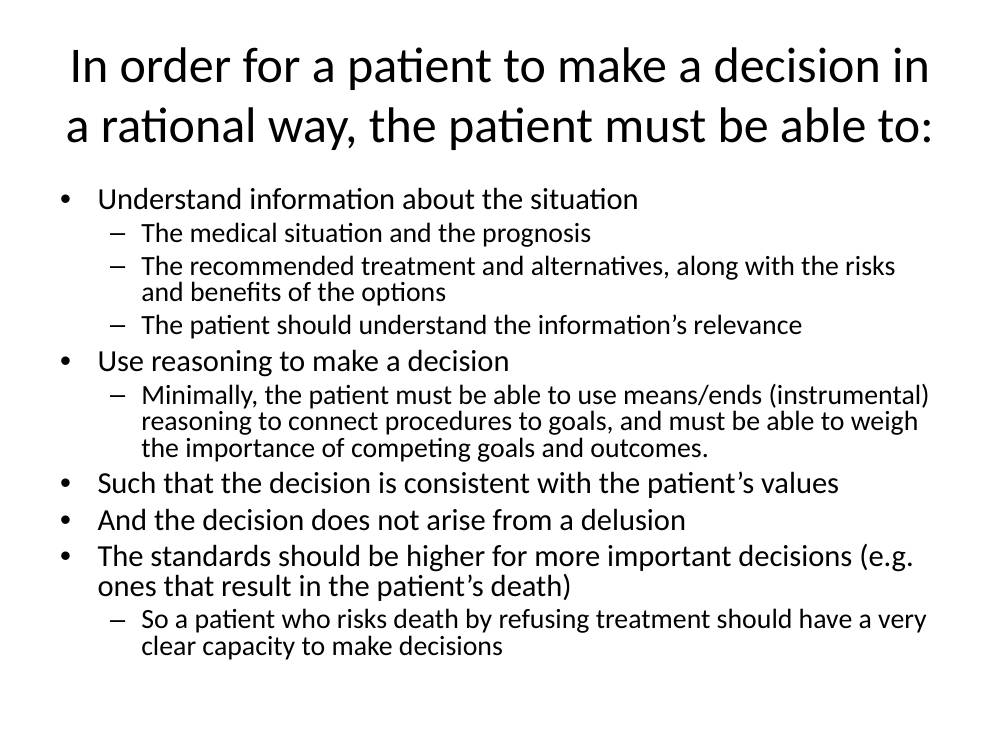 In order for a patient to make a decision in
a rational way, the patient must be able to:
• Understand information about the situation
– The medical situation and the prognosis
– The recommended treatment and alternatives, along with the risks
and benefits of the options
– The patient should understand the information’s relevance
• Use reasoning to make a decision
– Minimally, the patient must be able to use means/ends (instrumental)
reasoning to connect procedures to goals, and must be able to weigh
the importance of competing goals and outcomes.
• Such that the decision is consistent with the patient’s values
• And the decision does not arise from a delusion
• The standards should be higher for more important decisions (e.g.
ones that result in the patient’s death)
– So a patient who risks death by refusing treatment should have a very
clear capacity to make decisions